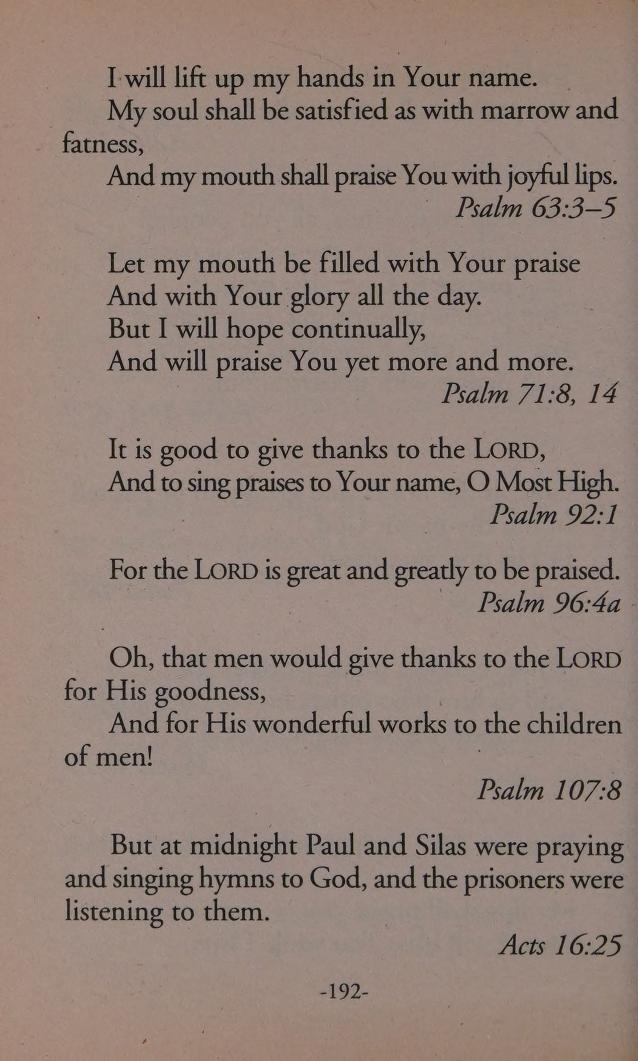 I will lift up my hands in Your name.
My soul shall be satisfied as with marrow and
fatness,
And my mouth shall praise You with joyful lips.
Psalm 63:3–5
Let my mouth be filled with Your praise
And with Your glory all the day.
But I will hope continually,
And will praise You yet more and more.
Psalm 71:8, 14
It is good to give thanks to the LORD,
And to sing praises to Your name, O Most High.
Psalm 92:1
For the LORD is great and greatly to be praised.
Psalm 96:4a
Oh, that men would give thanks to the LORD
for His goodness,
And for His wonderful works to the children
of men!
Psalm 107:8
But at midnight Paul and Silas were praying
and singing hymns to God, and the prisoners were
listening to them.
Acts 16:25
-192-